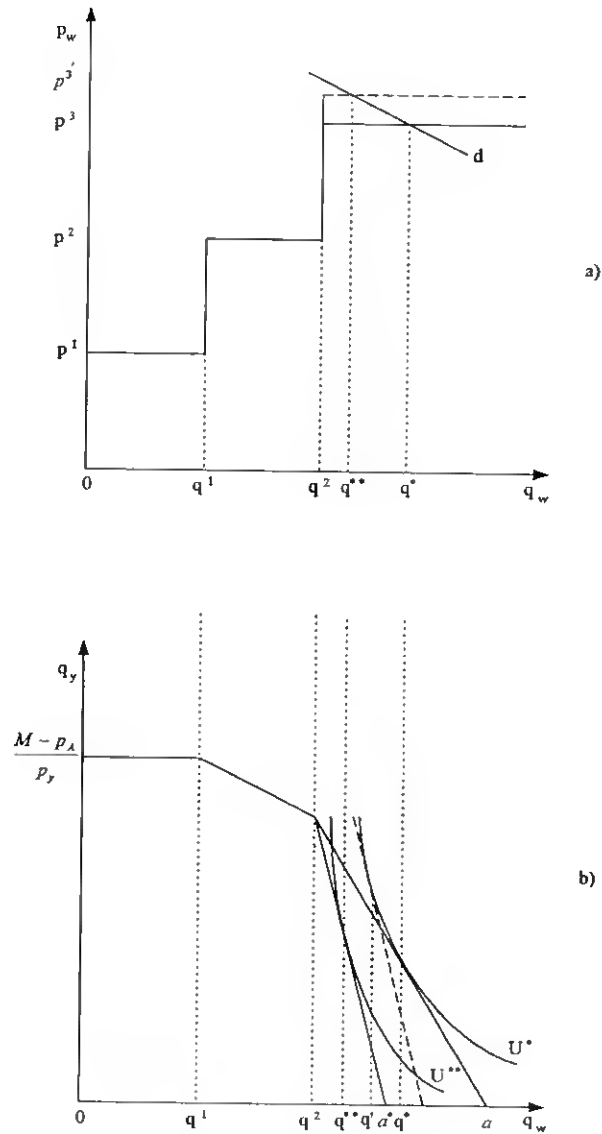 p_w
p^3'
p^3
d
p^2
a)
p^1
0 q^1 q^2 q** q* q_w
q_y
M - p_A
p_y
b)
U*
U**
0 q^1 q^2 q** q' a* q* a q_w